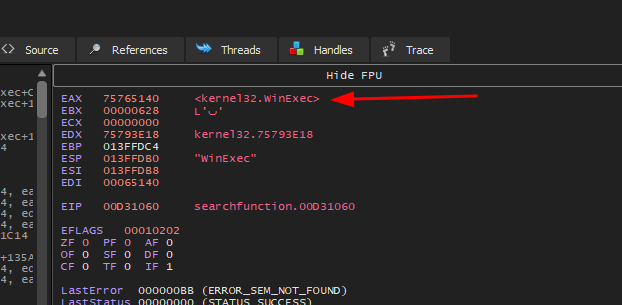 Source References Threads Handles Trace
Hide FPU
xec+C
xec+1
xec+1
4
4, ea
4, ea
4, ed
4, ea
1C14
+135A
4, ed
4, ea
EAX 75765140 <kernel32.WinExec>
EBX 00000628 L'ب'
ECX 00000000
EDX 75793E18 kernel32.75793E18
EBP 013FFDC4
ESP 013FFDB0 "WinExec"
ESI 013FFDB8
EDI 00065140
EIP 00D31060 searchfunction.00D31060
EFLAGS 00010202
ZF 0 PF 0 AF 0
OF 0 SF 0 DF 0
CF 0 TF 0 IF 1
LastError 000000BB (ERROR_SEM_NOT_FOUND)
LastStatus 00000000 (STATUS_SUCCESS)